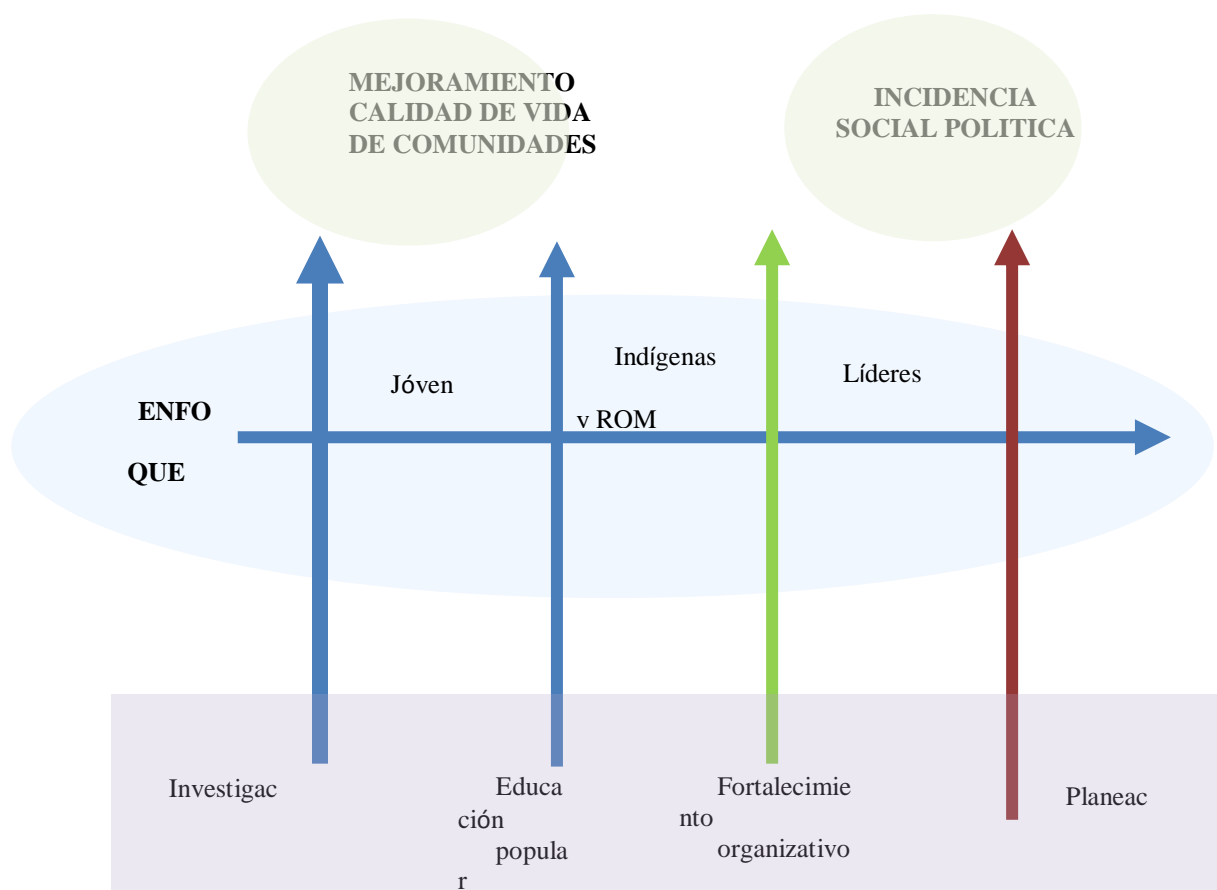 MEJORAMIENTO
CALIDAD DE VIDA
DE COMUNIDADES
INCIDENCIA
SOCIAL POLITICA
Indígenas
Líderes
Jóven
ENFO
v ROM
QUE
Investigac
Educa
ción
popula
r
Fortalecimie
nto
organizativo
Planeac